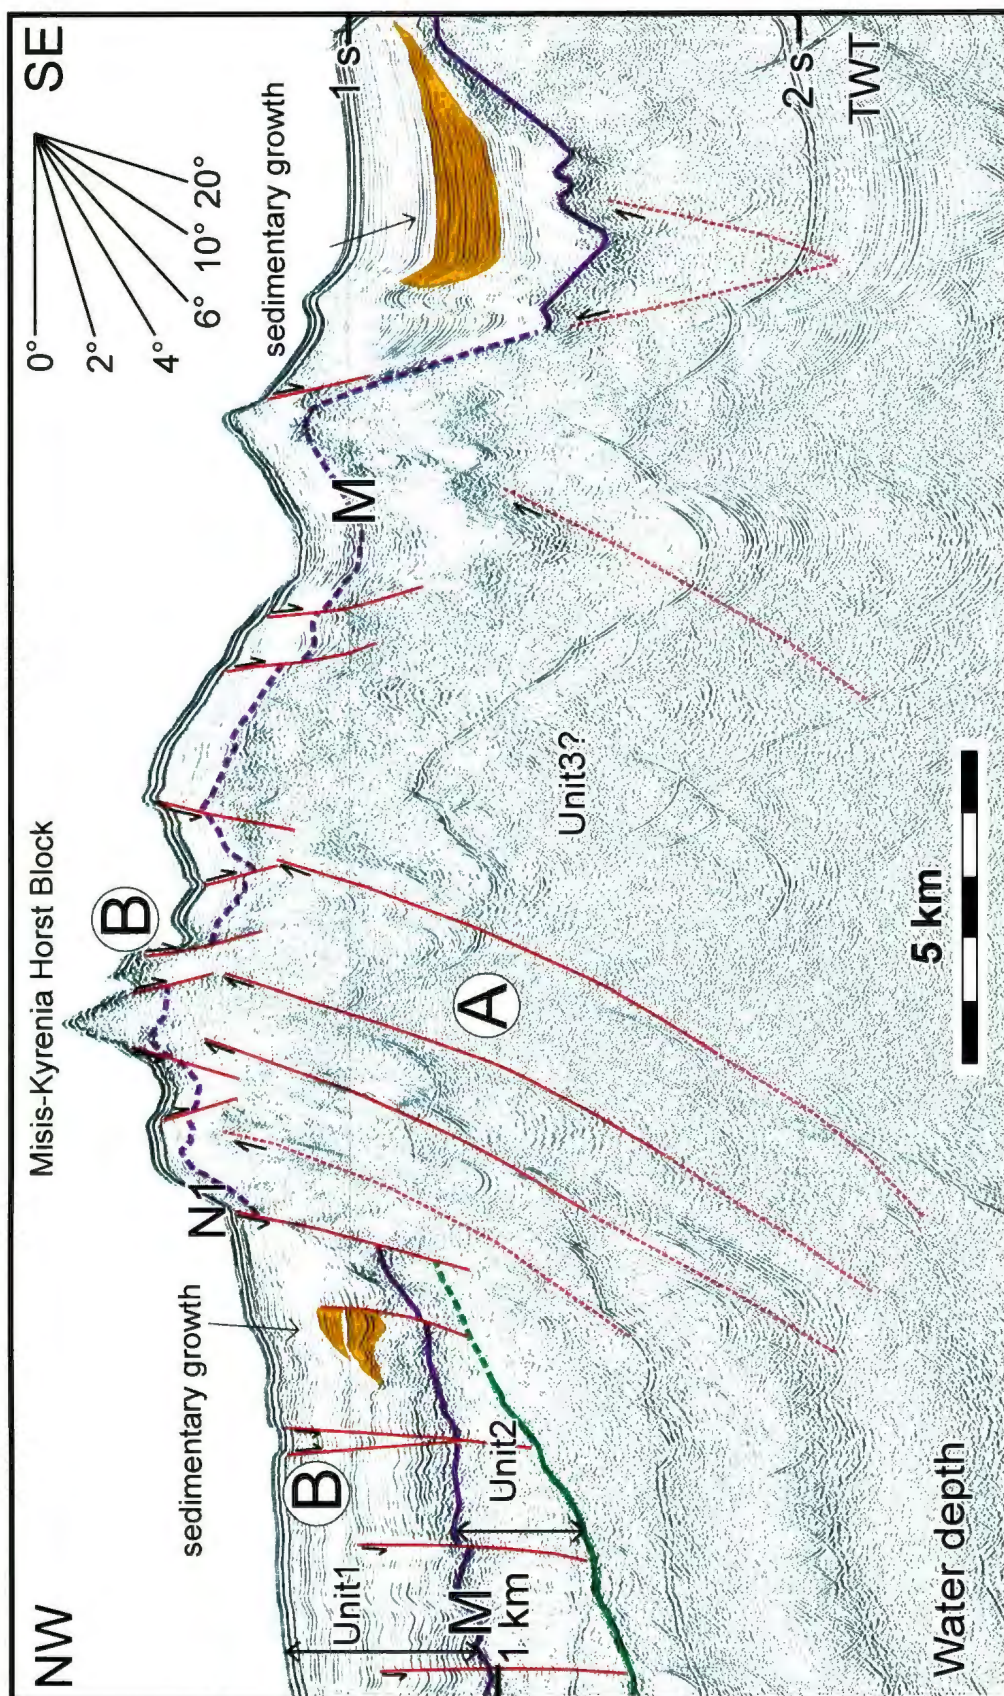 NW
SE
Misis-Kyrenia Horst Block
0°
2°
4°
6°
10°
20°
sedimentary growth
sedimentary growth
N1
B
B
A
M
M
Unit1
Unit2
Unit3?
1 s
2 s
TWT
1 km
Water depth
5 km